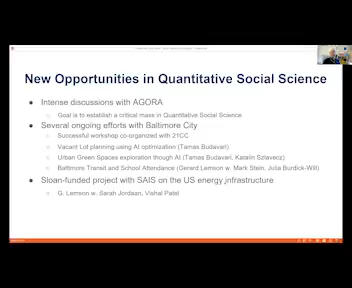 New Opportunities in Quantitative Social Science
● Intense discussions with AGORA
○ Goal is to establish a critical mass in Quantitative Social Science
● Several ongoing efforts with Baltimore City
○ Successful workshop co-organized with 21CC
○ Vacant Lot planning using AI optimization (Tamas Budavari)
○ Urban Green Spaces exploration though AI (Tamas Budavari, Katalin Szlavecz)
○ Baltimore Transit and School Attendance (Gerard Lemson w. Mark Stein, Julia Burdick-Will)
● Sloan-funded project with SAIS on the US energy infrastructure
○ G. Lemson w. Sarah Jordaan, Vishal Patel